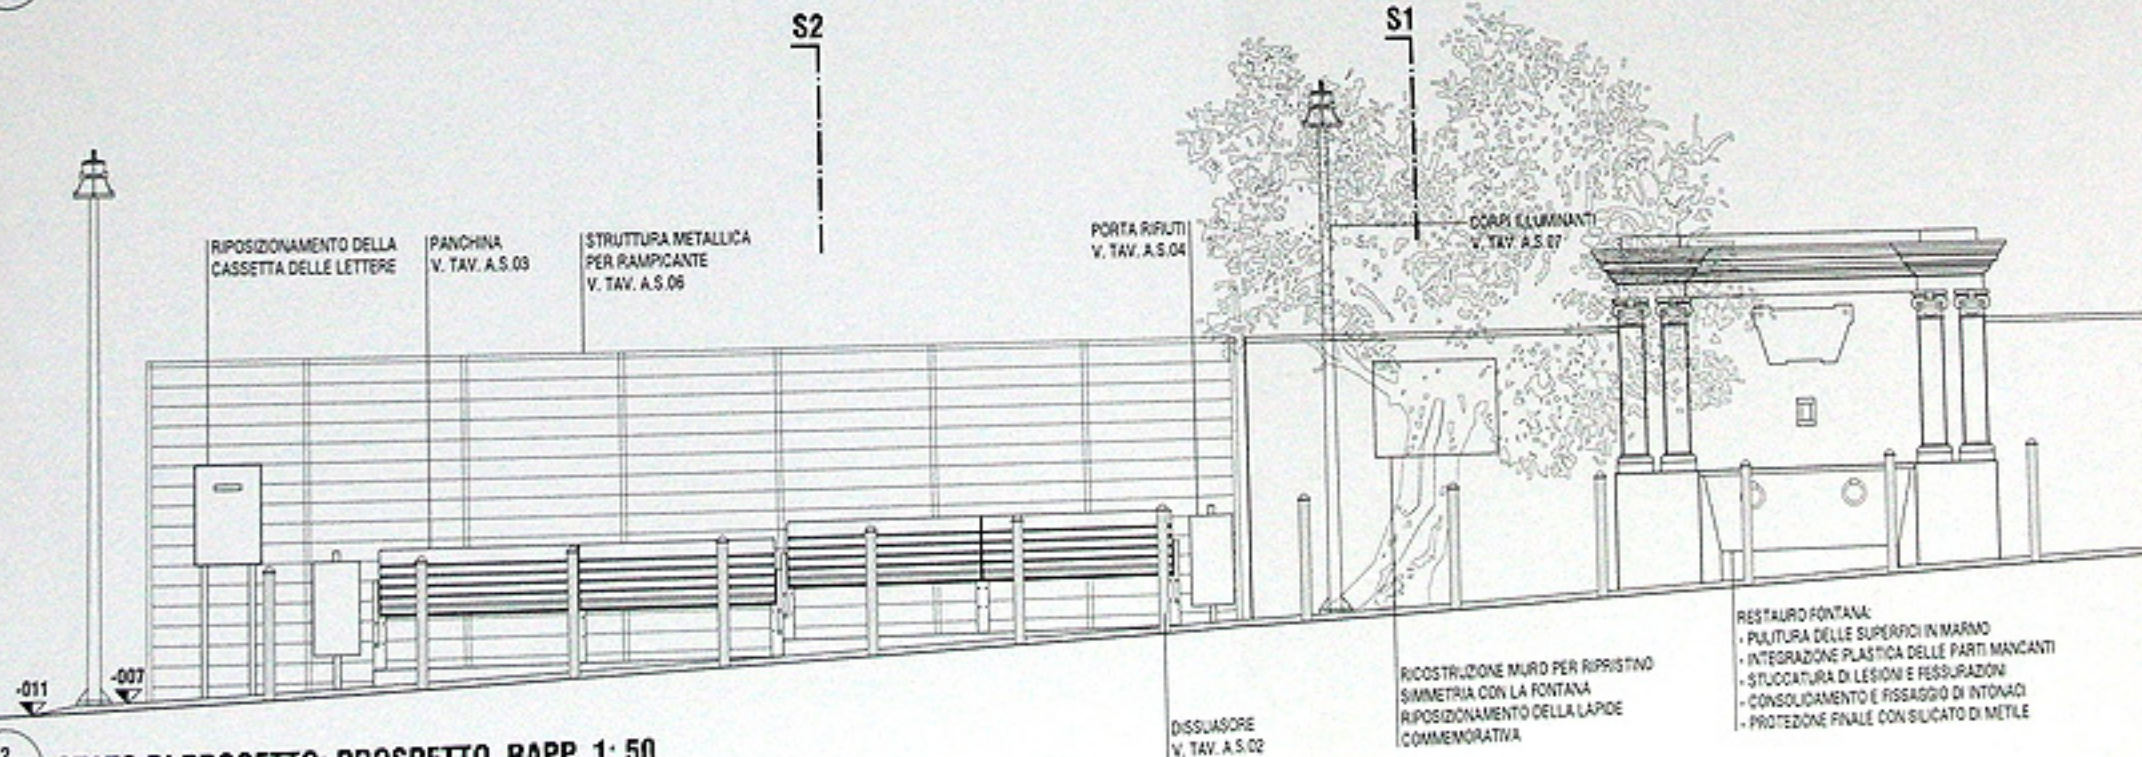 S2
S1
RIPOSIZIONAMENTO DELLA
CASSETTA DELLE LETTERE
PANCHINA
V. TAV. A.S.03
STRUTTURA METALLICA
PER RAMPICANTE
V. TAV. A.S.06
PORTA RIFIUTI
V. TAV. A.S.04
CORPI ILLUMINANTI
V. TAV. A.S.07
-011
-007
DISSUASORE
V. TAV. A.S.02
RICOSTRUZIONE MURO PER RIPRISTINO
SIMMETRIA CON LA FONTANA
RIPOSIZIONAMENTO DELLA LAPIDE
COMMEMORATIVA
RESTAURO FONTANA:
- PULITURA DELLE SUPERFICI IN MARMO
- INTEGRAZIONE PLASTICA DELLE PARTI MANCANTI
- STUCCATURA DI LESIONI E FESSURAZIONI
- CONSOLIDAMENTO E FISSAGGIO DI INTONACI
- PROTEZIONE FINALE CON SILICATO DI METILE
STATO DI PROGETTO: PROSPETTO RAPP. 1: 50